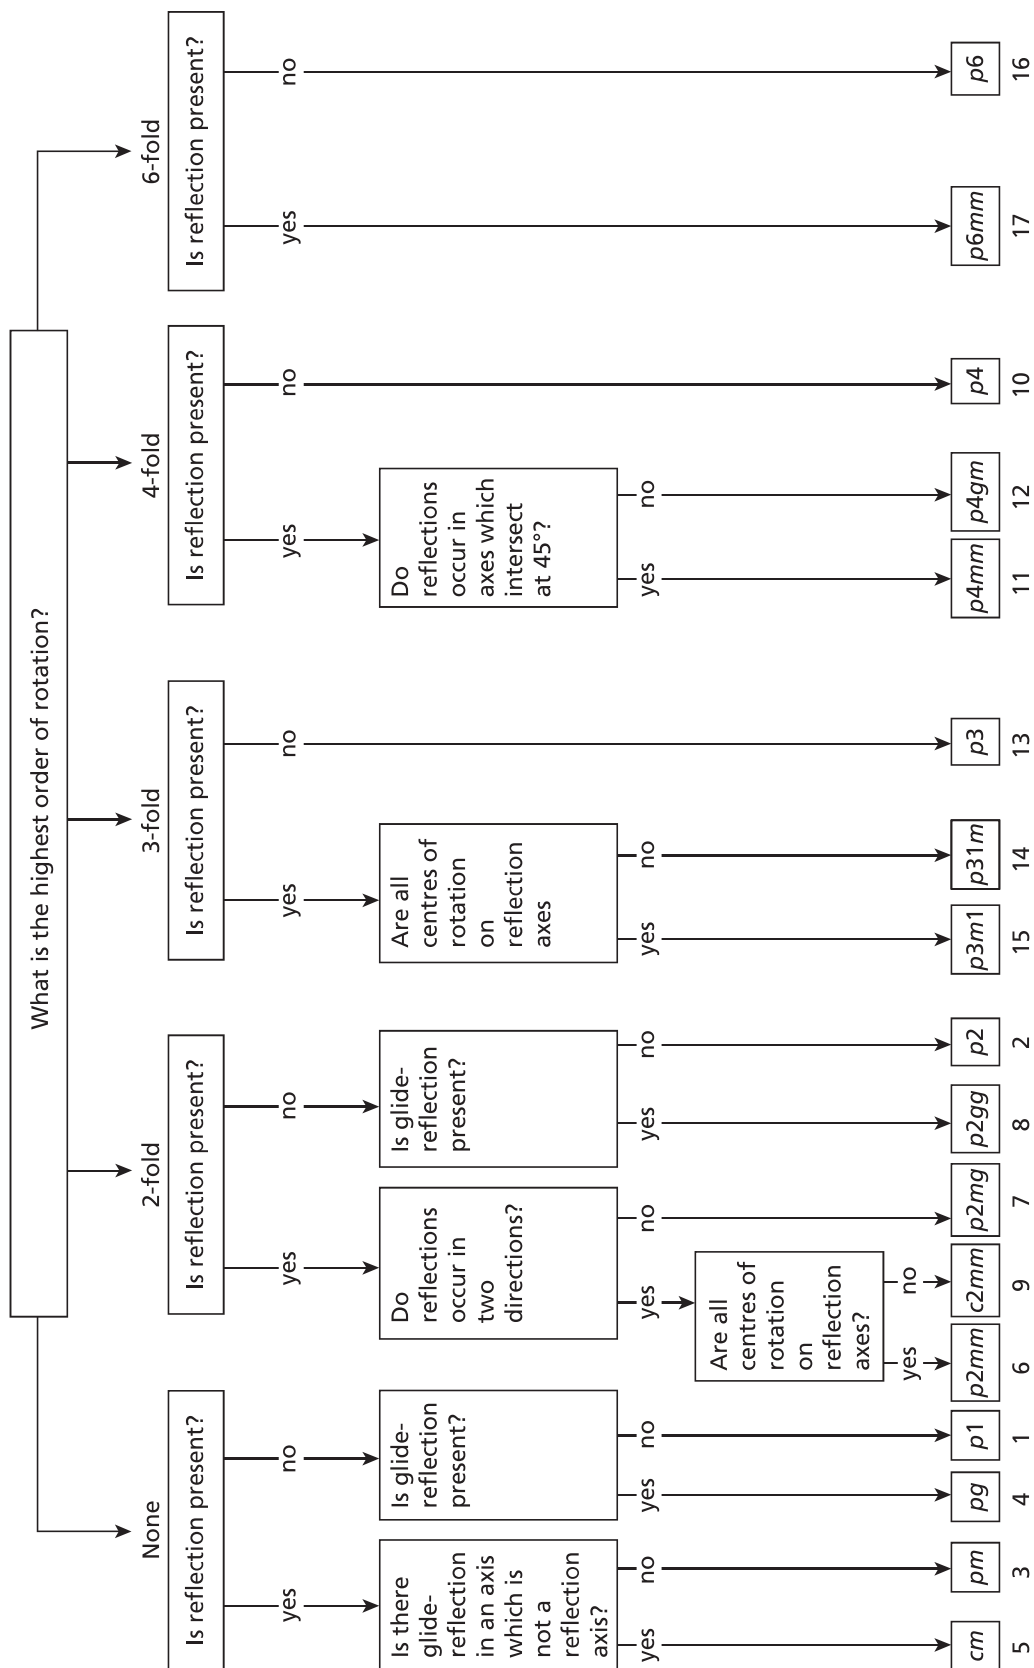 What is the highest order of rotation?
None
Is reflection present?
yes
no
Is there
glide-
reflection
in an axis
which is
not a
reflection
axis?
yes
no
Is glide-
reflection
present?
yes
no
cm
5
pm
3
pg
4
p1
1
2-fold
Is reflection present?
yes
no
Do
reflections
occur in
two
directions?
yes
no
Are all
centres of
rotation
on
reflection
axes?
yes
no
Is glide-
reflection
present?
yes
no
p2mm
6
c2mm
9
p2mg
7
p2gg
8
p2
2
3-fold
Is reflection present?
yes
no
Are all
centres of
rotation
on
reflection
axes
yes
no
p3m1
15
p31m
14
p3
13
4-fold
Is reflection present?
yes
no
Do
reflections
occur in
axes which
intersect
at 45°?
yes
no
p4mm
11
p4gm
12
p4
10
6-fold
Is reflection present?
yes
no
p6mm
17
p6
16